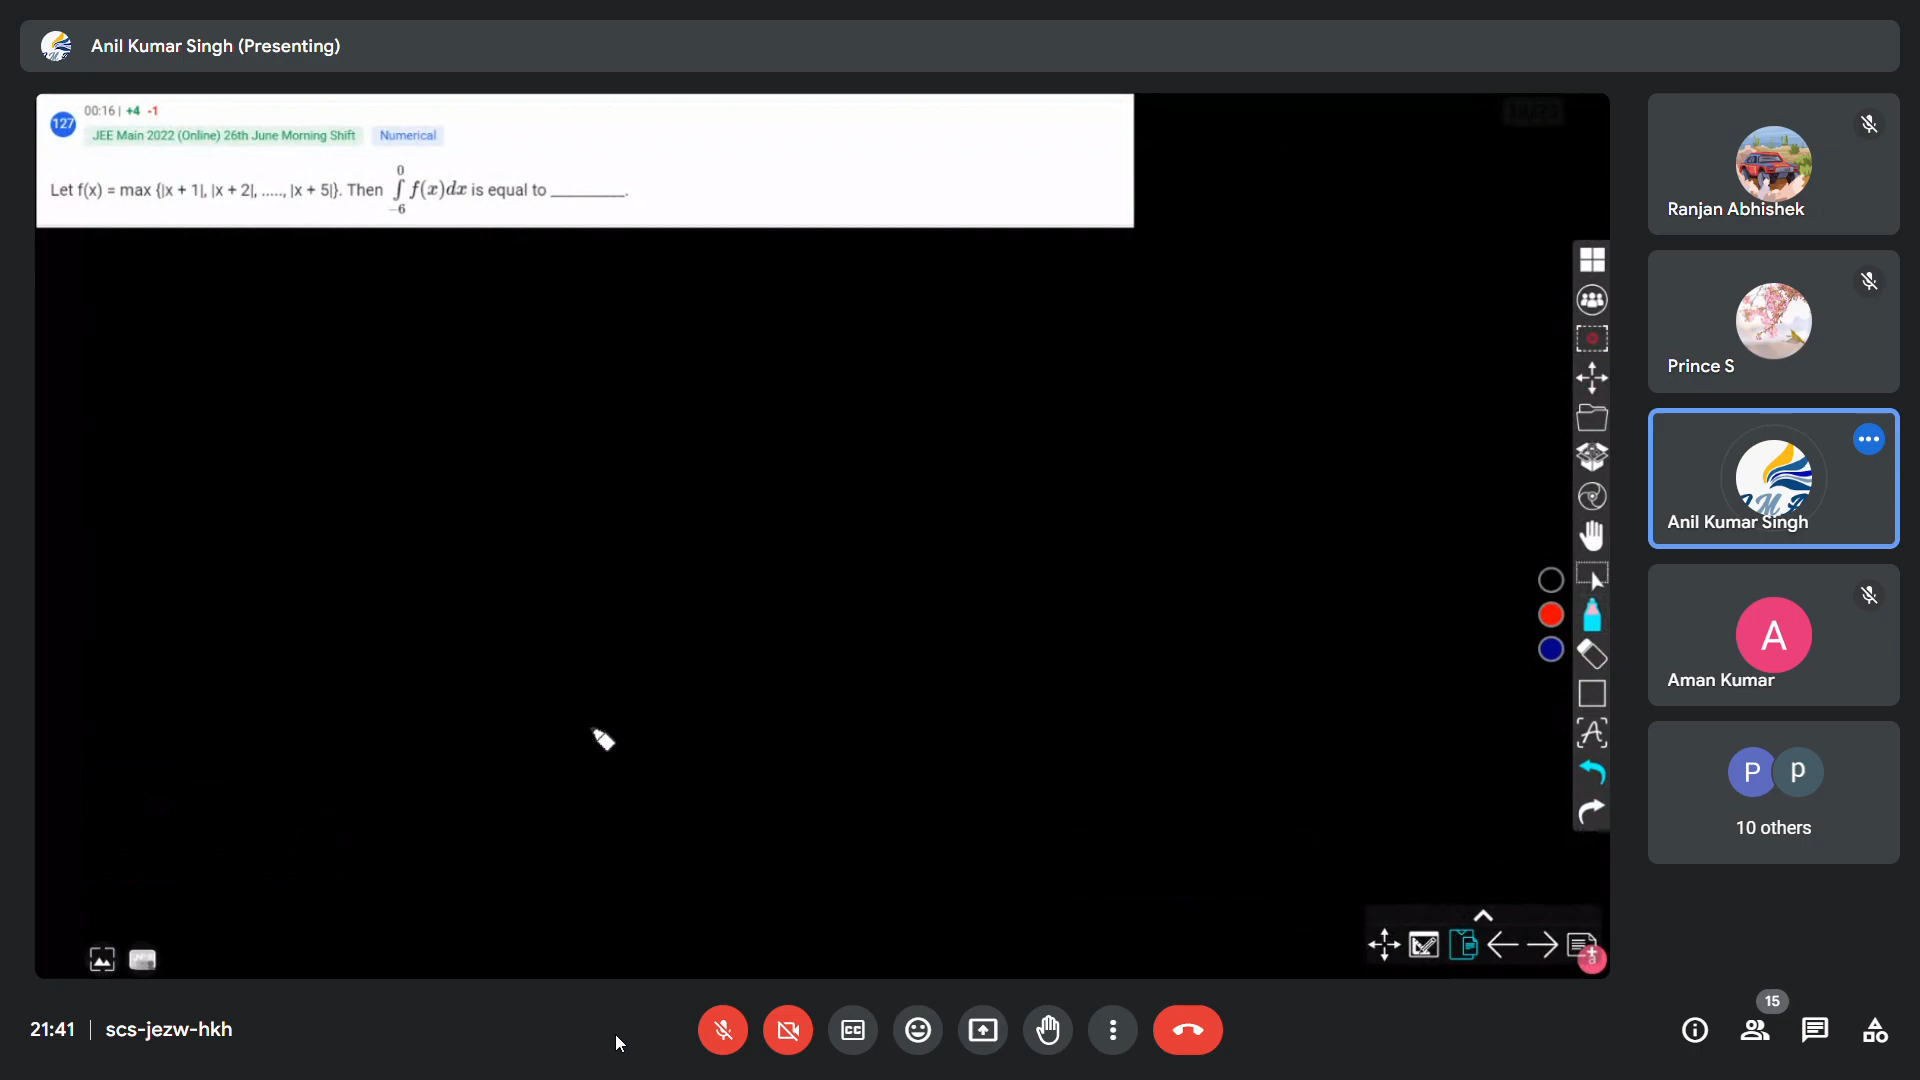 Anil Kumar Singh (Presenting)
127
00:16 | +4 -1
JEE Main 2022 (Online) 26th June Morning Shift Numerical
Let f(x) = max {|x + 1|, |x + 2|, ....., |x + 5|}. Then ∫₋₆⁰ f(x)dx is equal to ________.
Ranjan Abhishek
Prince S
Anil Kumar Singh
A
Aman Kumar
P p
10 others
a
21:41 | scs-jezw-hkh
CC
15